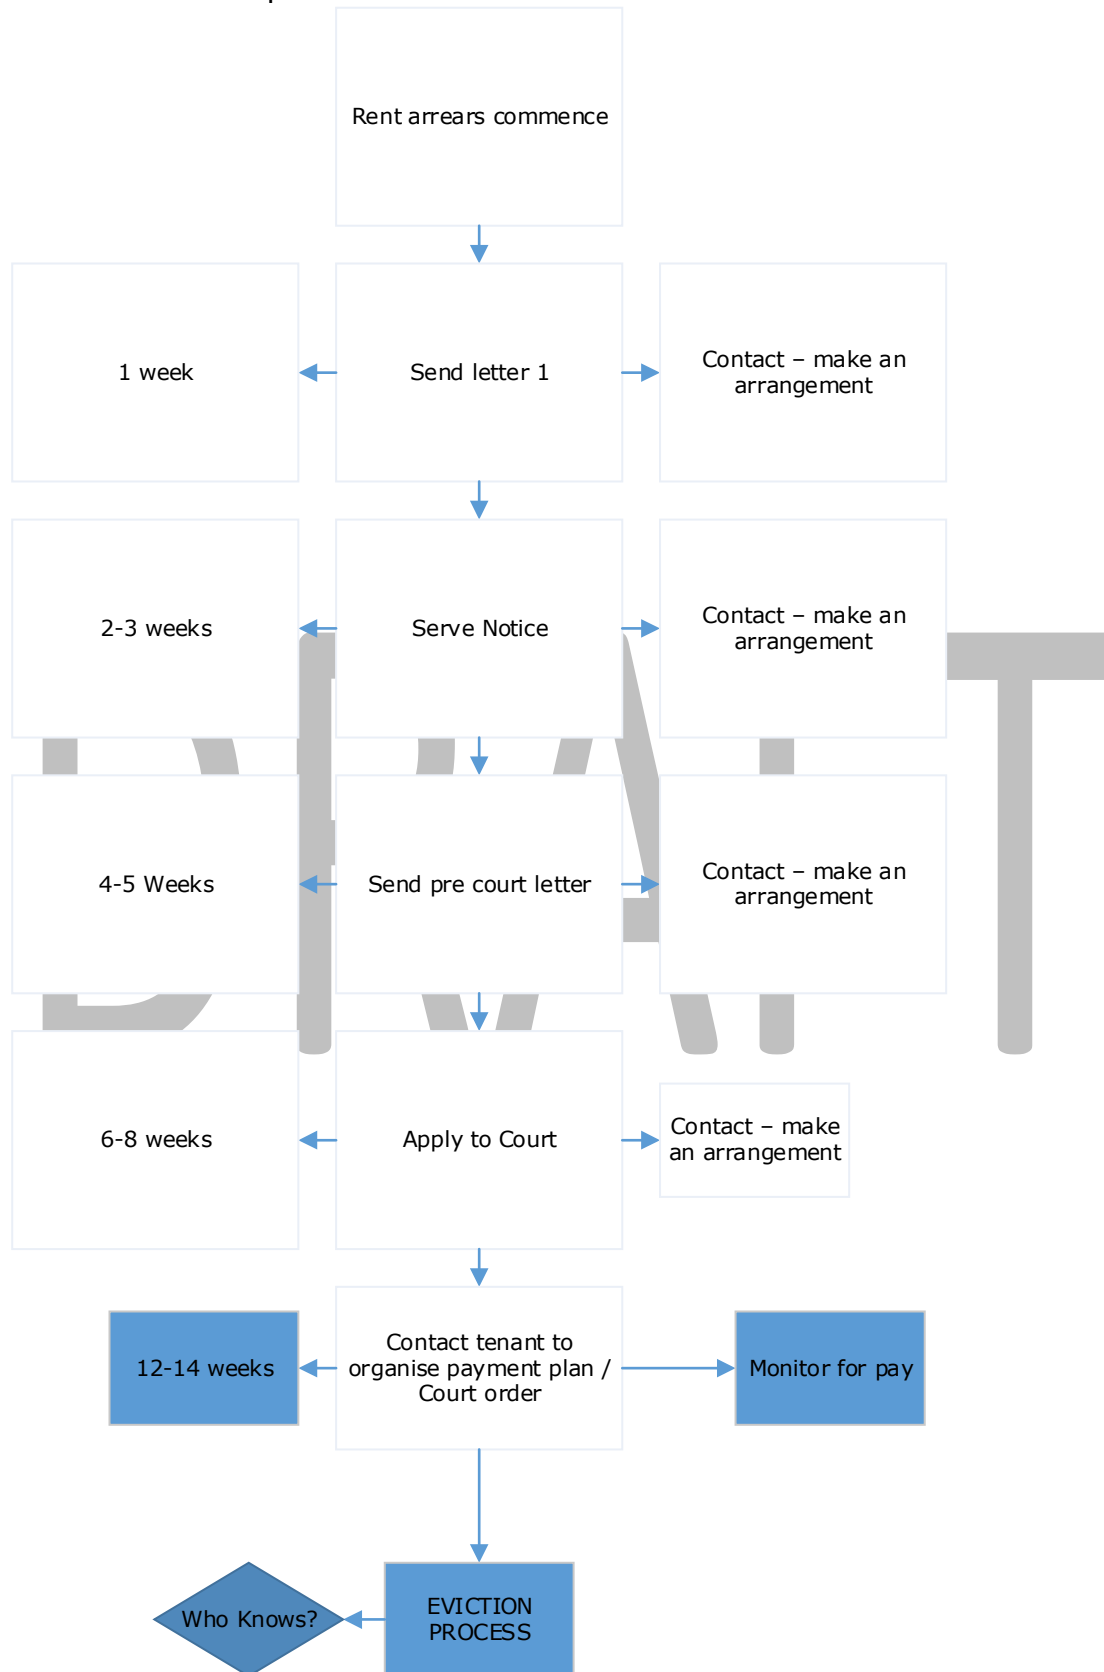 Rent arrears commence
1 week
Send letter 1
Contact – make an
arrangement
2-3 weeks
Serve Notice
Contact – make an
arrangement
4-5 Weeks
Send pre court letter
Contact – make an
arrangement
6-8 weeks
Apply to Court
Contact – make
an arrangement
12-14 weeks
Contact tenant to
organise payment plan /
Court order
Monitor for pay
Who Knows?
EVICTION
PROCESS
DRAFT